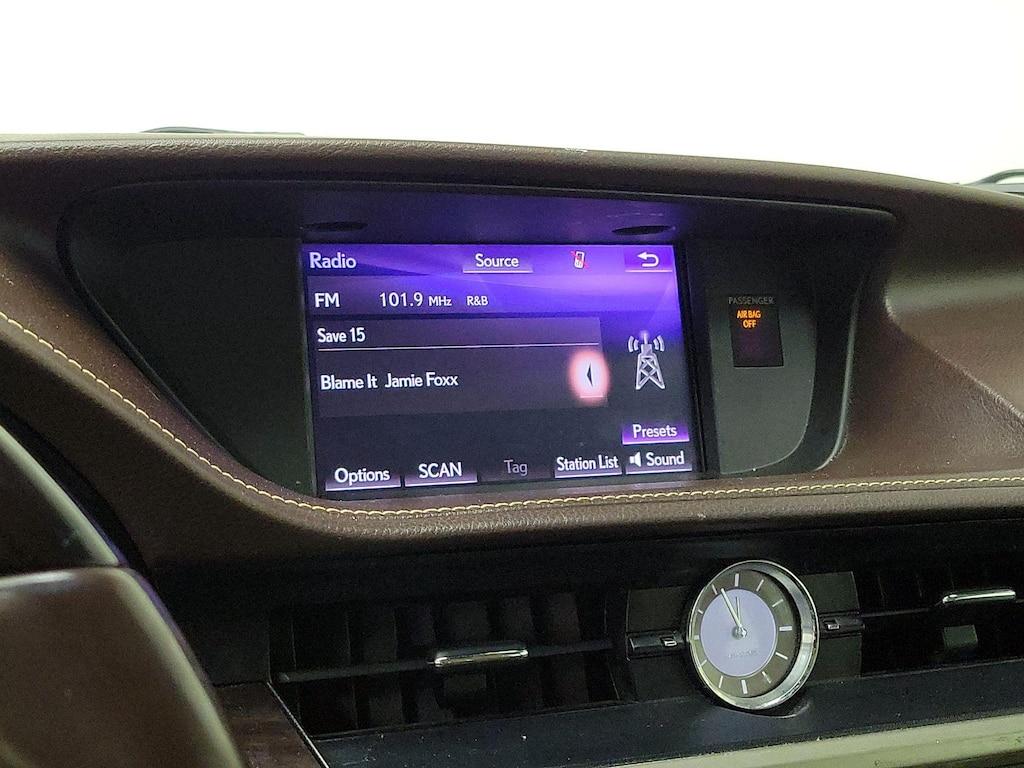 Radio
Source
FM 101.9 MHz R&B
Save 15
Blame It Jamie Foxx
Presets
Options
SCAN
Tag
Station List
Sound
PASSENGER
AIR BAG
OFF